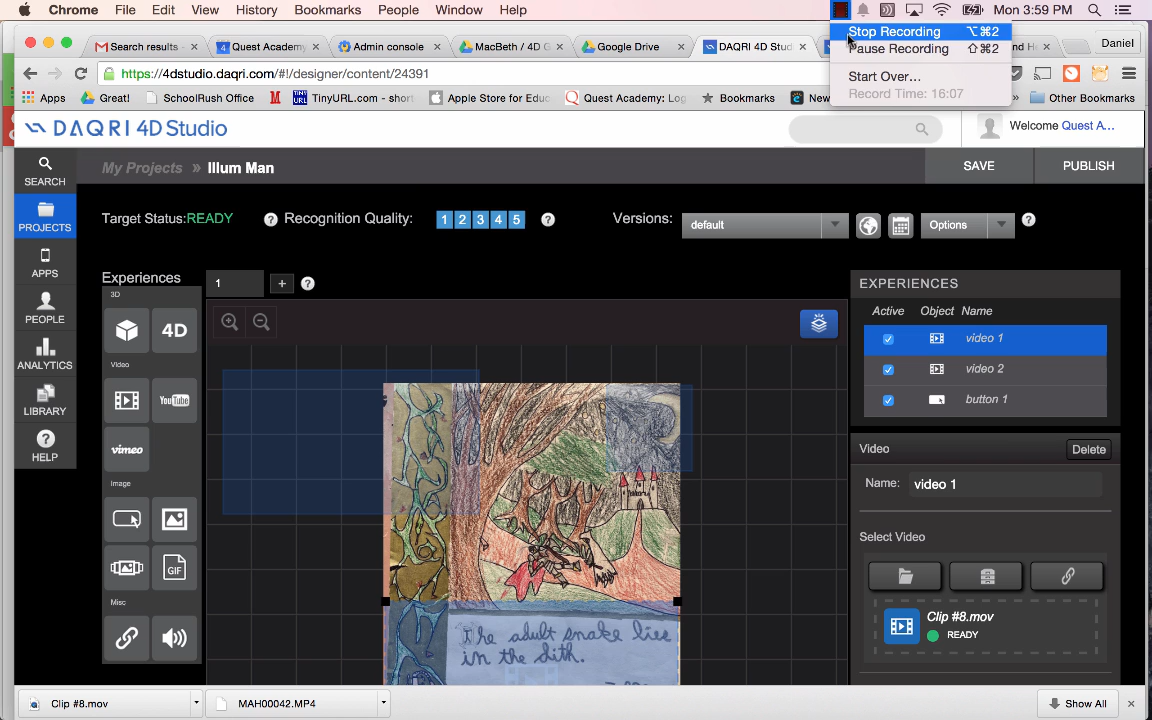 Chrome File Edit View History Bookmarks People Window Help Mon 3:59 PM
Stop Recording ⌥⌘2
Pause Recording ⇧⌘2
Start Over...
Record Time: 16:07
Search results - Quest Academy Admin console MacBeth / 4D G Google Drive DAQRI 4D Stud nd He Daniel
https://4dstudio.daqri.com/#!/designer/content/24391
Apps Great! SchoolRush Office TinyURL.com - short Apple Store for Educ Quest Academy: Log Bookmarks New » Other Bookmarks
DAQRI 4D Studio
Welcome Quest A...
SEARCH
PROJECTS
APPS
PEOPLE
ANALYTICS
LIBRARY
HELP
My Projects » Illum Man
SAVE PUBLISH
Target Status:READY ? Recognition Quality: 1 2 3 4 5 ? Versions: default Options ?
Experiences 1 + ?
3D
4D
Video
YouTube
vimeo
Image
GIF
Misc
The adult snake lies
in the dith.
EXPERIENCES
Active Object Name
video 1
video 2
button 1
Video Delete
Name: video 1
Select Video
Clip #8.mov
READY
Clip #8.mov MAH00042.MP4 Show All